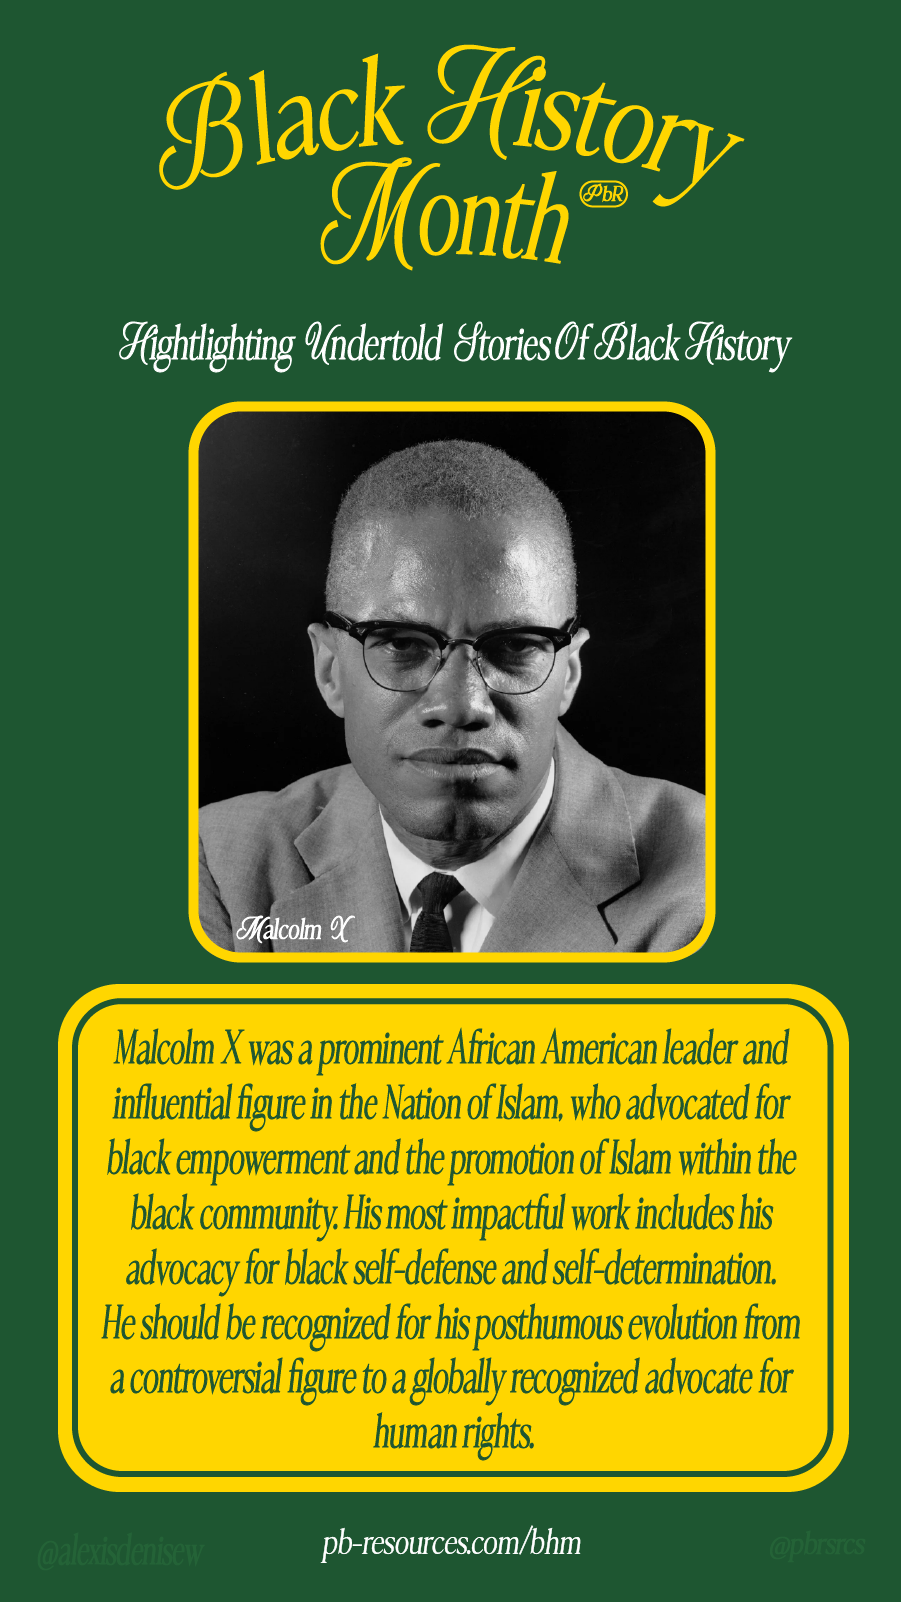 Black History
Month PbR
Hightlighting Undertold Stories Of Black History
Malcolm X
Malcolm X was a prominent African American leader and
influential figure in the Nation of Islam, who advocated for
black empowerment and the promotion of Islam within the
black community. His most impactful work includes his
advocacy for black self-defense and self-determination.
He should be recognized for his posthumous evolution from
a controversial figure to a globally recognized advocate for
human rights.
@alexisdenisew
pb-resources.com/bhm
@pbrsrcs